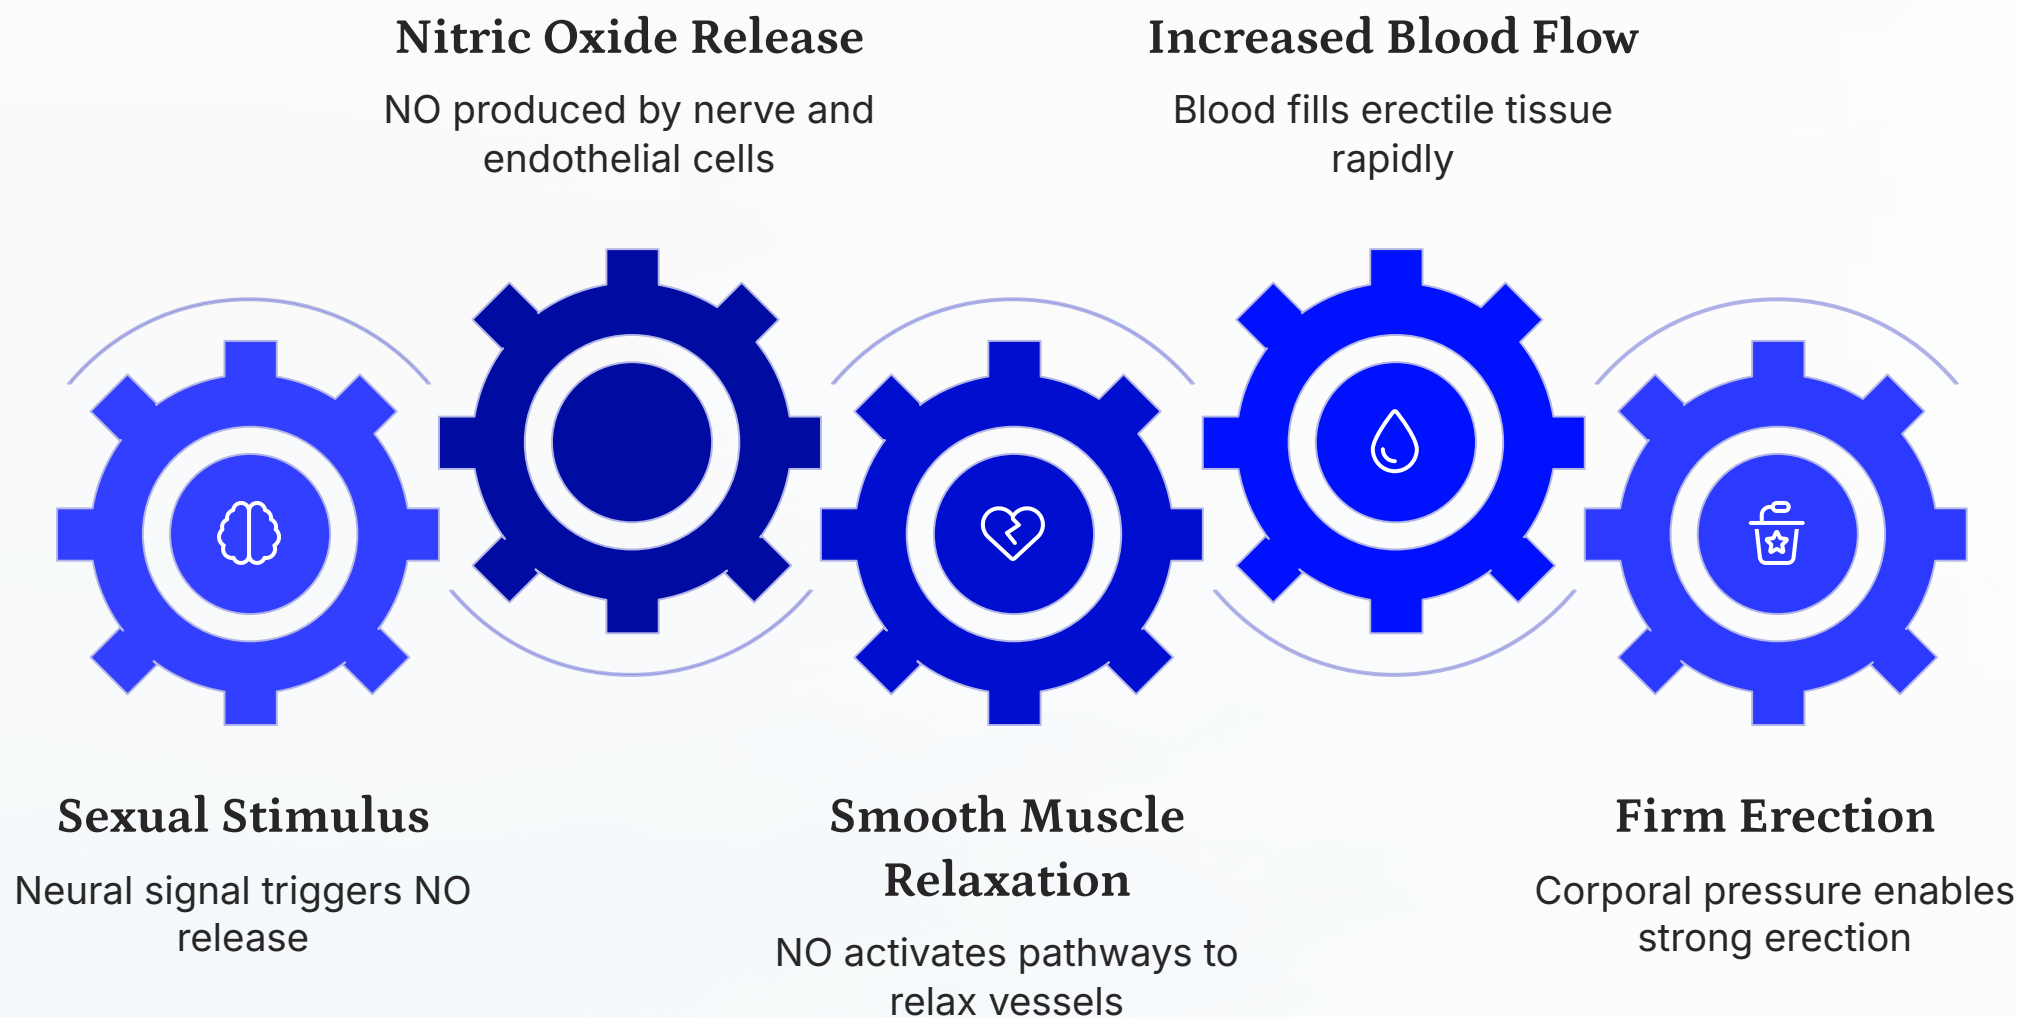 Nitric Oxide Release
NO produced by nerve and
endothelial cells
Increased Blood Flow
Blood fills erectile tissue
rapidly
Sexual Stimulus
Neural signal triggers NO
release
Smooth Muscle
Relaxation
NO activates pathways to
relax vessels
Firm Erection
Corporal pressure enables
strong erection